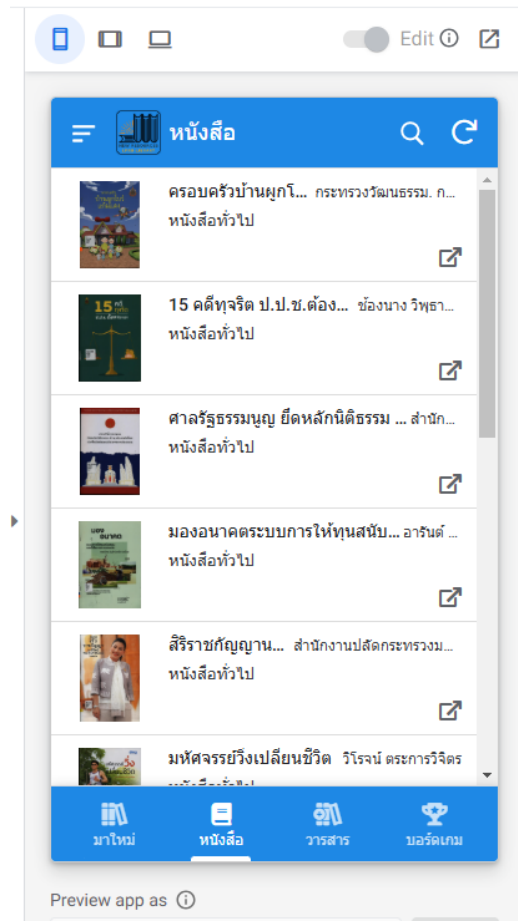 Edit
หนังสือ
ครอบครัวบ้านผูกโ... กระทรวงวัฒนธรรม. ก...
หนังสือทั่วไป
15 คดีทุจริต ป.ป.ช.ต้อง... ช้องนาง วิพุธา...
หนังสือทั่วไป
ศาลรัฐธรรมนูญ ยึดหลักนิติธรรม ... สำนัก...
หนังสือทั่วไป
มองอนาคตระบบการให้ทุนสนับ... อารันต์ ...
หนังสือทั่วไป
สิริราชกัญญาน... สำนักงานปลัดกระทรวงม...
หนังสือทั่วไป
มหัศจรรย์วิ่งเปลี่ยนชีวิต วิโรจน์ ตระการวิจิตร
หนังสือทั่วไป
มาใหม่ หนังสือ วารสาร บอร์ดเกม
Preview app as